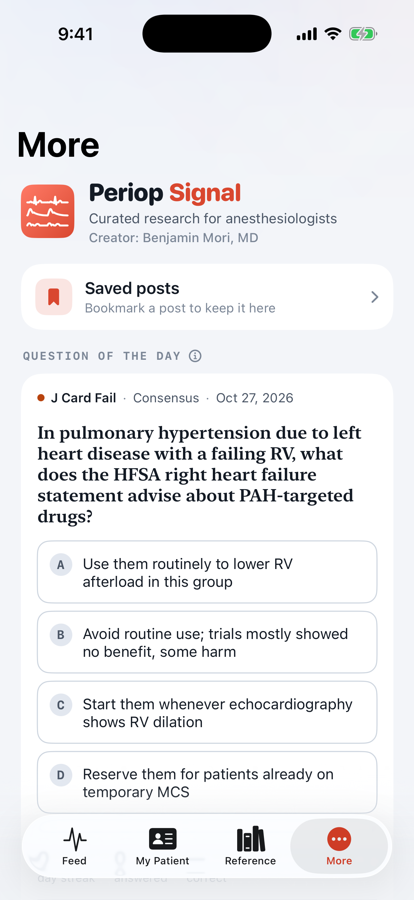 9:41
More
Periop Signal
Curated research for anesthesiologists
Creator: Benjamin Mori, MD
Saved posts
Bookmark a post to keep it here
QUESTION OF THE DAY
J Card Fail · Consensus · Oct 27, 2026
In pulmonary hypertension due to left
heart disease with a failing RV, what
does the HFSA right heart failure
statement advise about PAH-targeted
drugs?
A Use them routinely to lower RV
afterload in this group
B Avoid routine use; trials mostly showed
no benefit, some harm
C Start them whenever echocardiography
shows RV dilation
D Reserve them for patients already on
temporary MCS
Feed My Patient Reference More
day streak answered correct